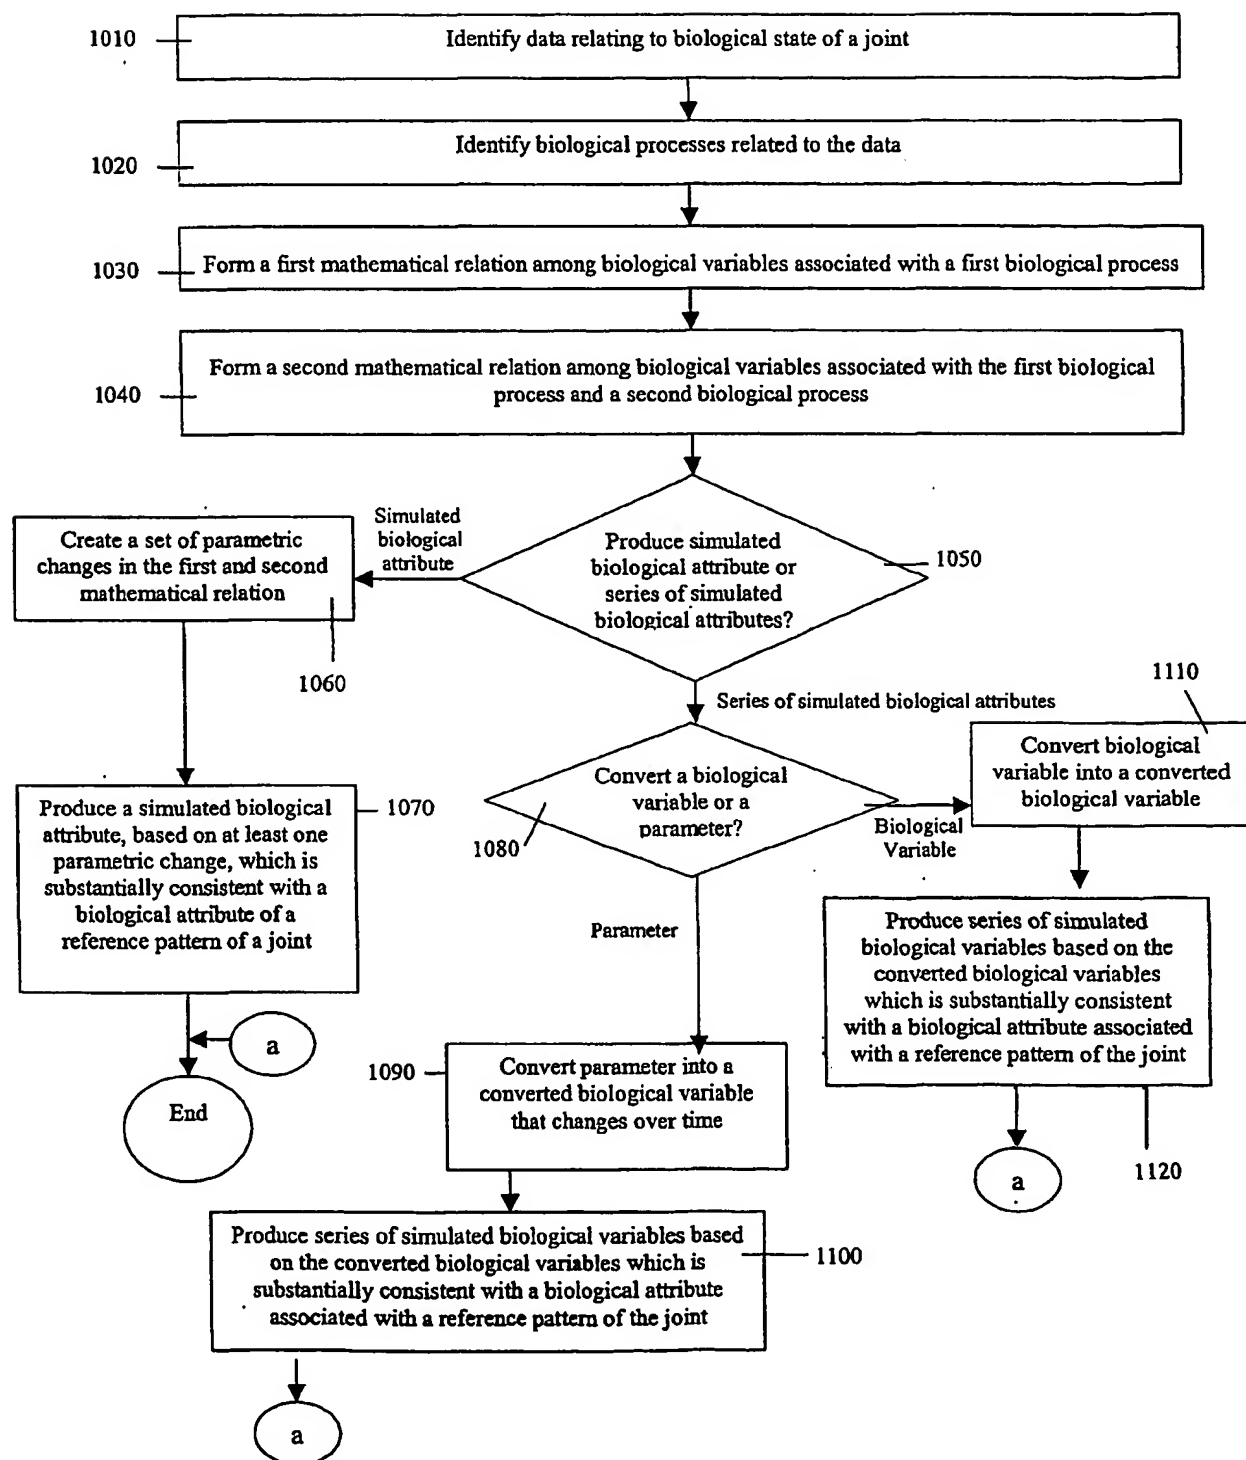 1010
Identify data relating to biological state of a joint
Identify biological processes related to the data
1020
1030
Form a first mathematical relation among biological variables associated with a first biological process
Form a second mathematical relation among biological variables associated with the first biological
process and a second biological process
1040
Simulated
biological
attribute
Create a set of parametric
changes in the first and second
mathematical relation
1060
Produce simulated
biological attribute or
series of simulated
biological attributes?
1050
Series of simulated biological attributes
1110
Convert biological
variable into a converted
biological variable
Convert a biological
variable or a
parameter?
1080
Biological
Variable
Produce a simulated biological
attribute, based on at least one
parametric change, which is
substantially consistent with a
biological attribute of a
reference pattern of a joint
1070
Parameter
Produce series of simulated
biological variables based on the
converted biological variables
which is substantially consistent
with a biological attribute associated
with a reference pattern of the joint
1120
a
a
End
1090
Convert parameter into a
converted biological variable
that changes over time
Produce series of simulated biological variables based
on the converted biological variables which is
substantially consistent with a biological attribute
associated with a reference pattern of the joint
1100
a